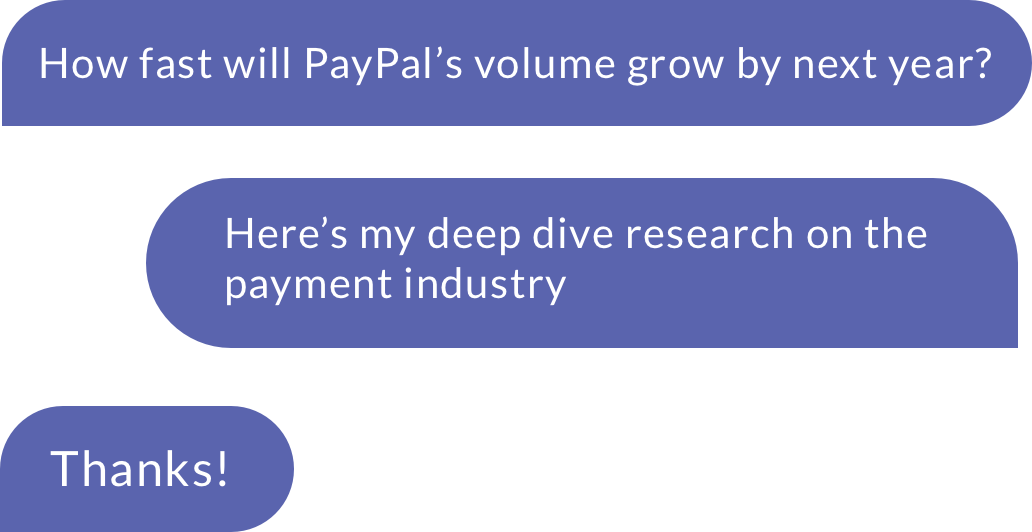 How fast will PayPal’s volume grow by next year?
Here’s my deep dive research on the
payment industry
Thanks!